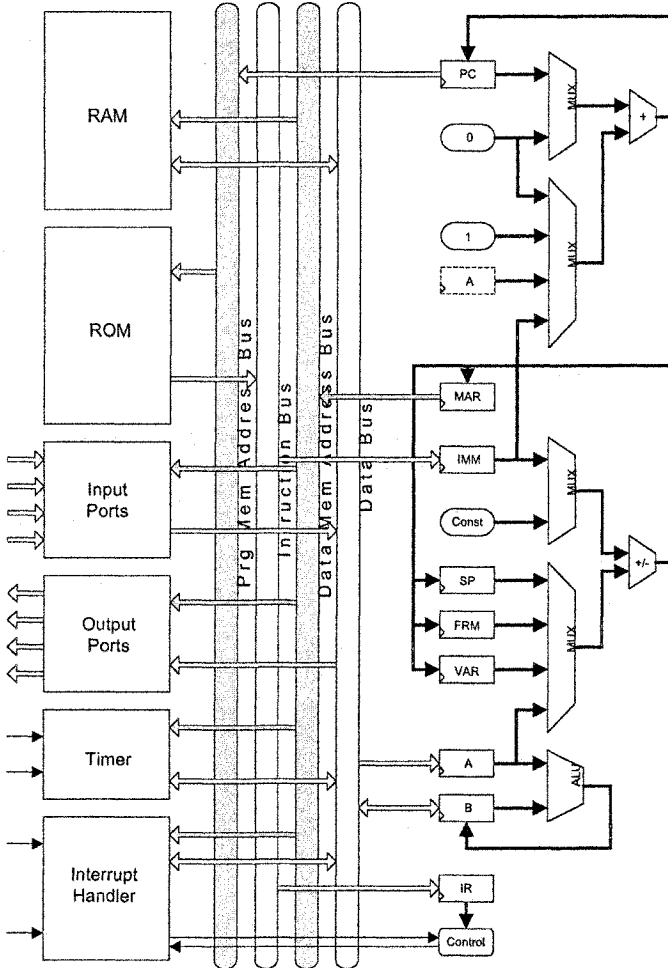 RAM
ROM
Input
Ports
Output
Ports
Timer
Interrupt
Handler
Prg Mem Address Bus
Intruction Bus
Data Mem Address Bus
Data Bus
PC
0
1
A
MAR
IMM
Const
SP
FRM
VAR
A
B
IR
Control
MUX
MUX
+
MUX
MUX
+/-
ALU